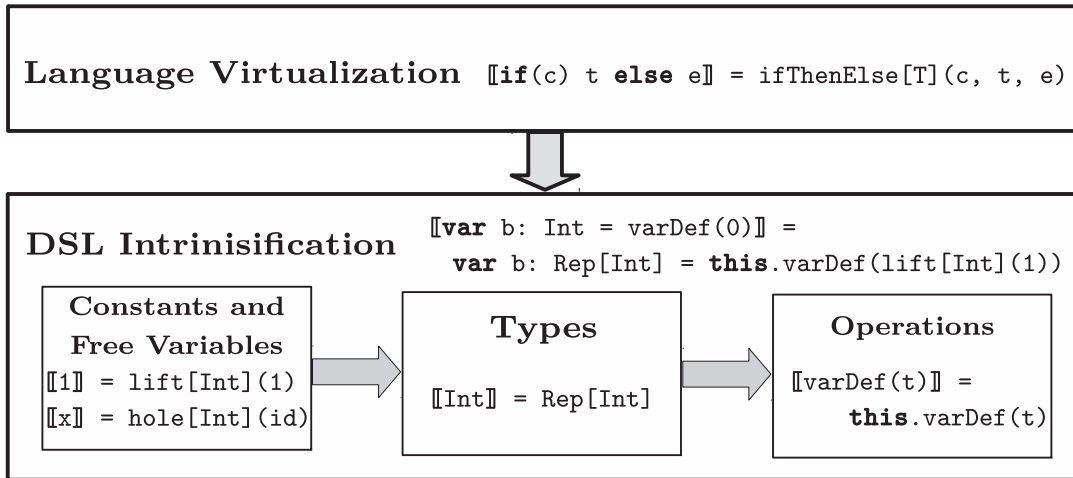 Language Virtualization ⟦if(c) t else e⟧ = ifThenElse[T](c, t, e)
DSL Intrinisification
⟦var b: Int = varDef(0)⟧ =
var b: Rep[Int] = this.varDef(lift[Int](1))
Constants and
Free Variables
⟦1⟧ = lift[Int](1)
⟦x⟧ = hole[Int](id)
Types
⟦Int⟧ = Rep[Int]
Operations
⟦varDef(t)⟧ =
this.varDef(t)